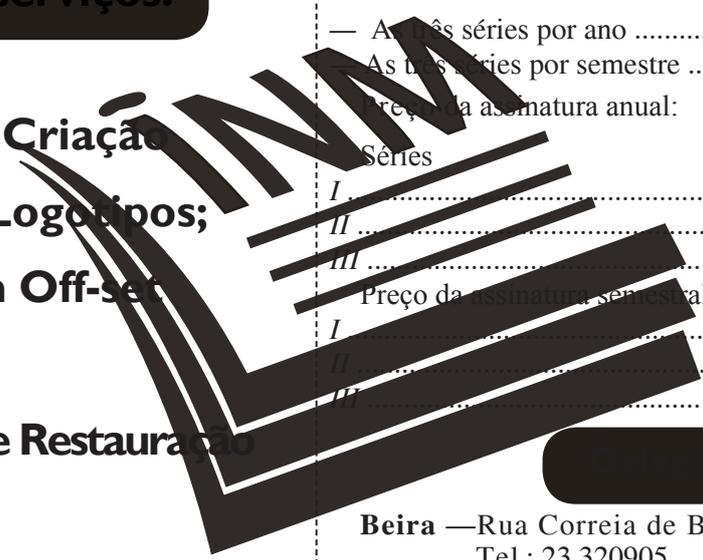 serviços:
Criação
Logotipos;
Off-set
e Restauração
iNM
— As três séries por ano ..........
— As três séries por semestre ..
Preço da assinatura anual:
Séries
I ..........................................................
II ..........................................................
III ..........................................................
Preço da assinatura semestral
I ..........................................................
II ..........................................................
III ..........................................................
Beira —Rua Correia de B
Tel.: 23 320905